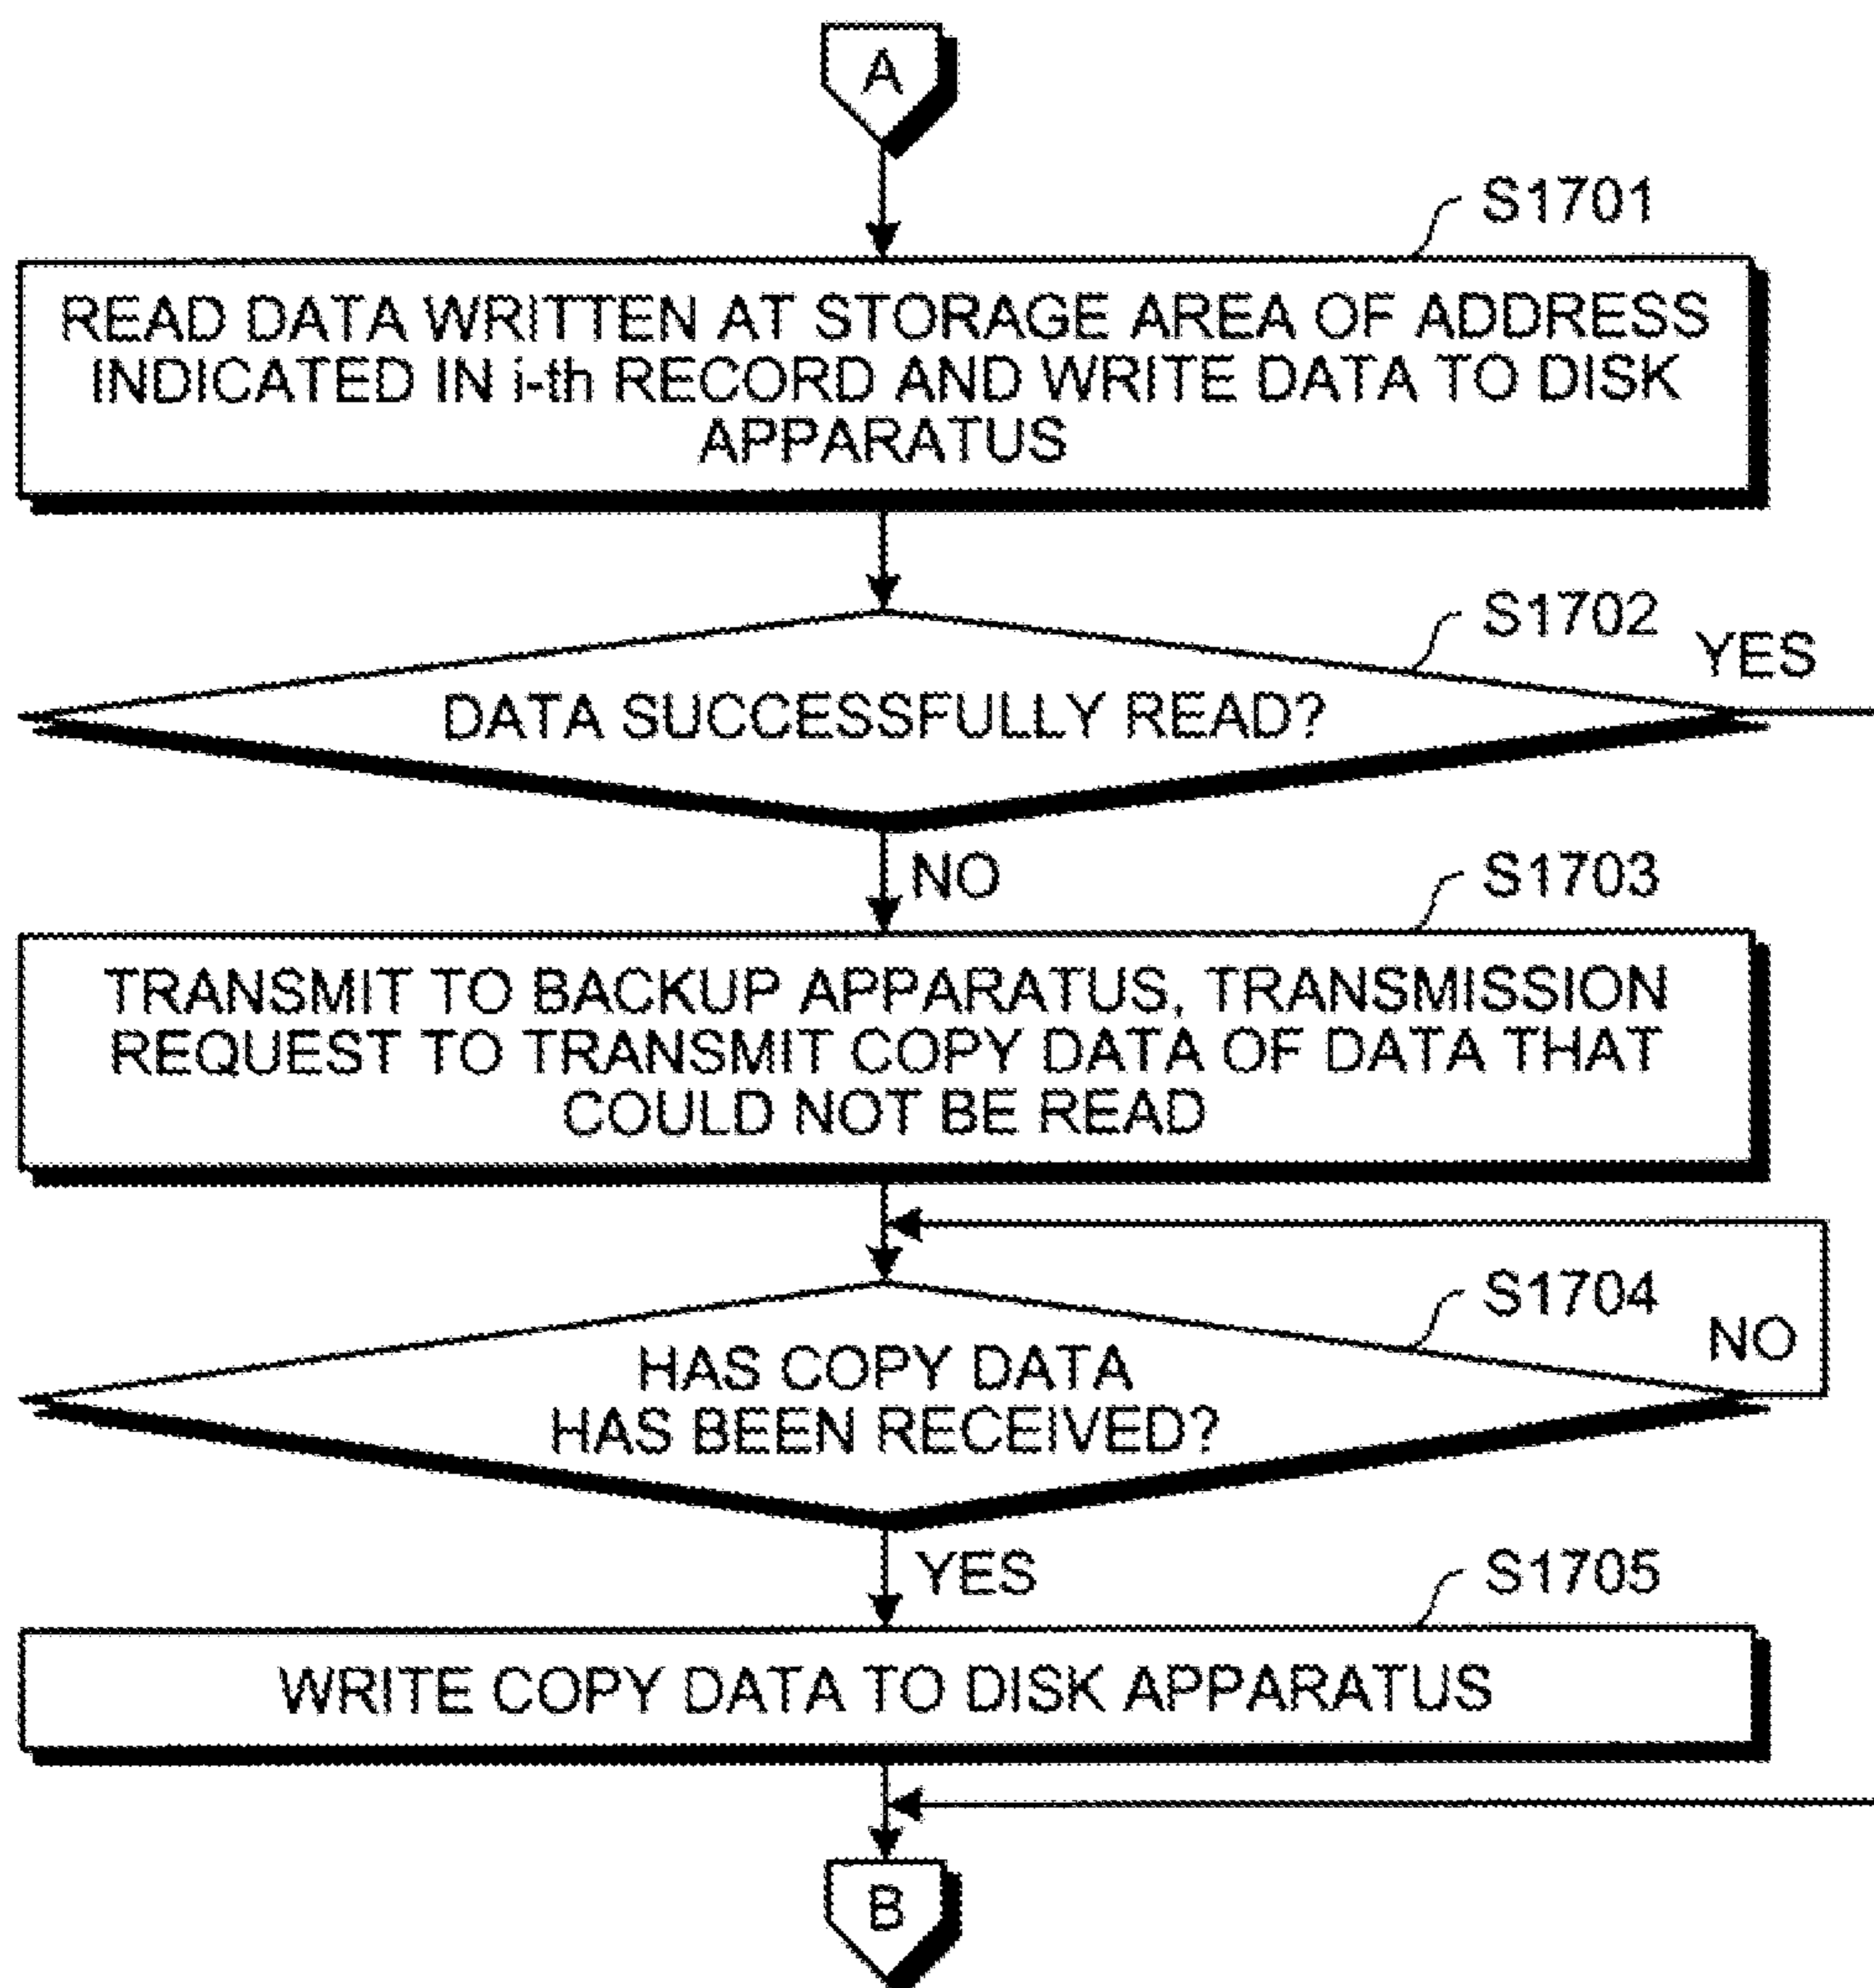 A
S1701
READ DATA WRITTEN AT STORAGE AREA OF ADDRESS
INDICATED IN i-th RECORD AND WRITE DATA TO DISK
APPARATUS
S1702
YES
DATA SUCCESSFULLY READ?
NO
S1703
TRANSMIT TO BACKUP APPARATUS, TRANSMISSION
REQUEST TO TRANSMIT COPY DATA OF DATA THAT
COULD NOT BE READ
S1704
NO
HAS COPY DATA
HAS BEEN RECEIVED?
YES
S1705
WRITE COPY DATA TO DISK APPARATUS
B